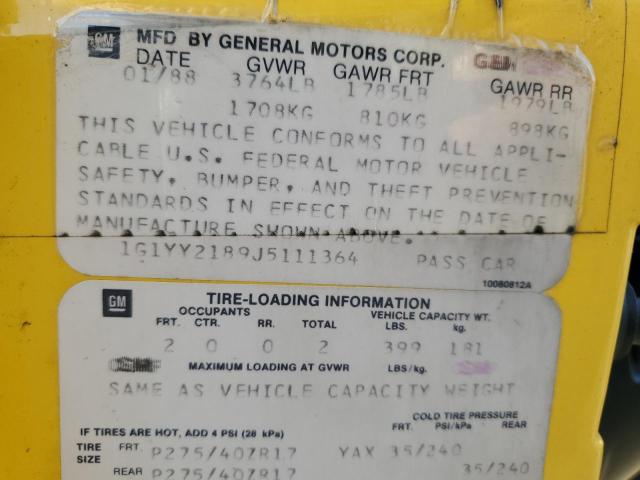 GM MFD BY GENERAL MOTORS CORP. GM
DATE GVWR GAWR FRT GAWR RR
01/88 3764LB 1785LB 1979LB
1708KG 810KG 898KG
THIS VEHICLE CONFORMS TO ALL APPLI-
CABLE U.S. FEDERAL MOTOR VEHICLE
SAFETY, BUMPER, AND THEFT PREVENTION
STANDARDS IN EFFECT ON THE DATE OF
MANUFACTURE SHOWN ABOVE.
1G1YY2189J5111364 PASS CAR
10080812A
GM TIRE-LOADING INFORMATION
OCCUPANTS VEHICLE CAPACITY WT.
FRT. CTR. RR. TOTAL LBS. kg.
2 0 0 2 399 181
MAXIMUM LOADING AT GVWR LBS/kg.
SAME AS VEHICLE CAPACITY WEIGHT
COLD TIRE PRESSURE
IF TIRES ARE HOT, ADD 4 PSI (28 kPa) FRT. PSI/kPa REAR
TIRE SIZE FRT. P275/40ZR17 YAX 35/240
REAR P275/40ZR17 35/240